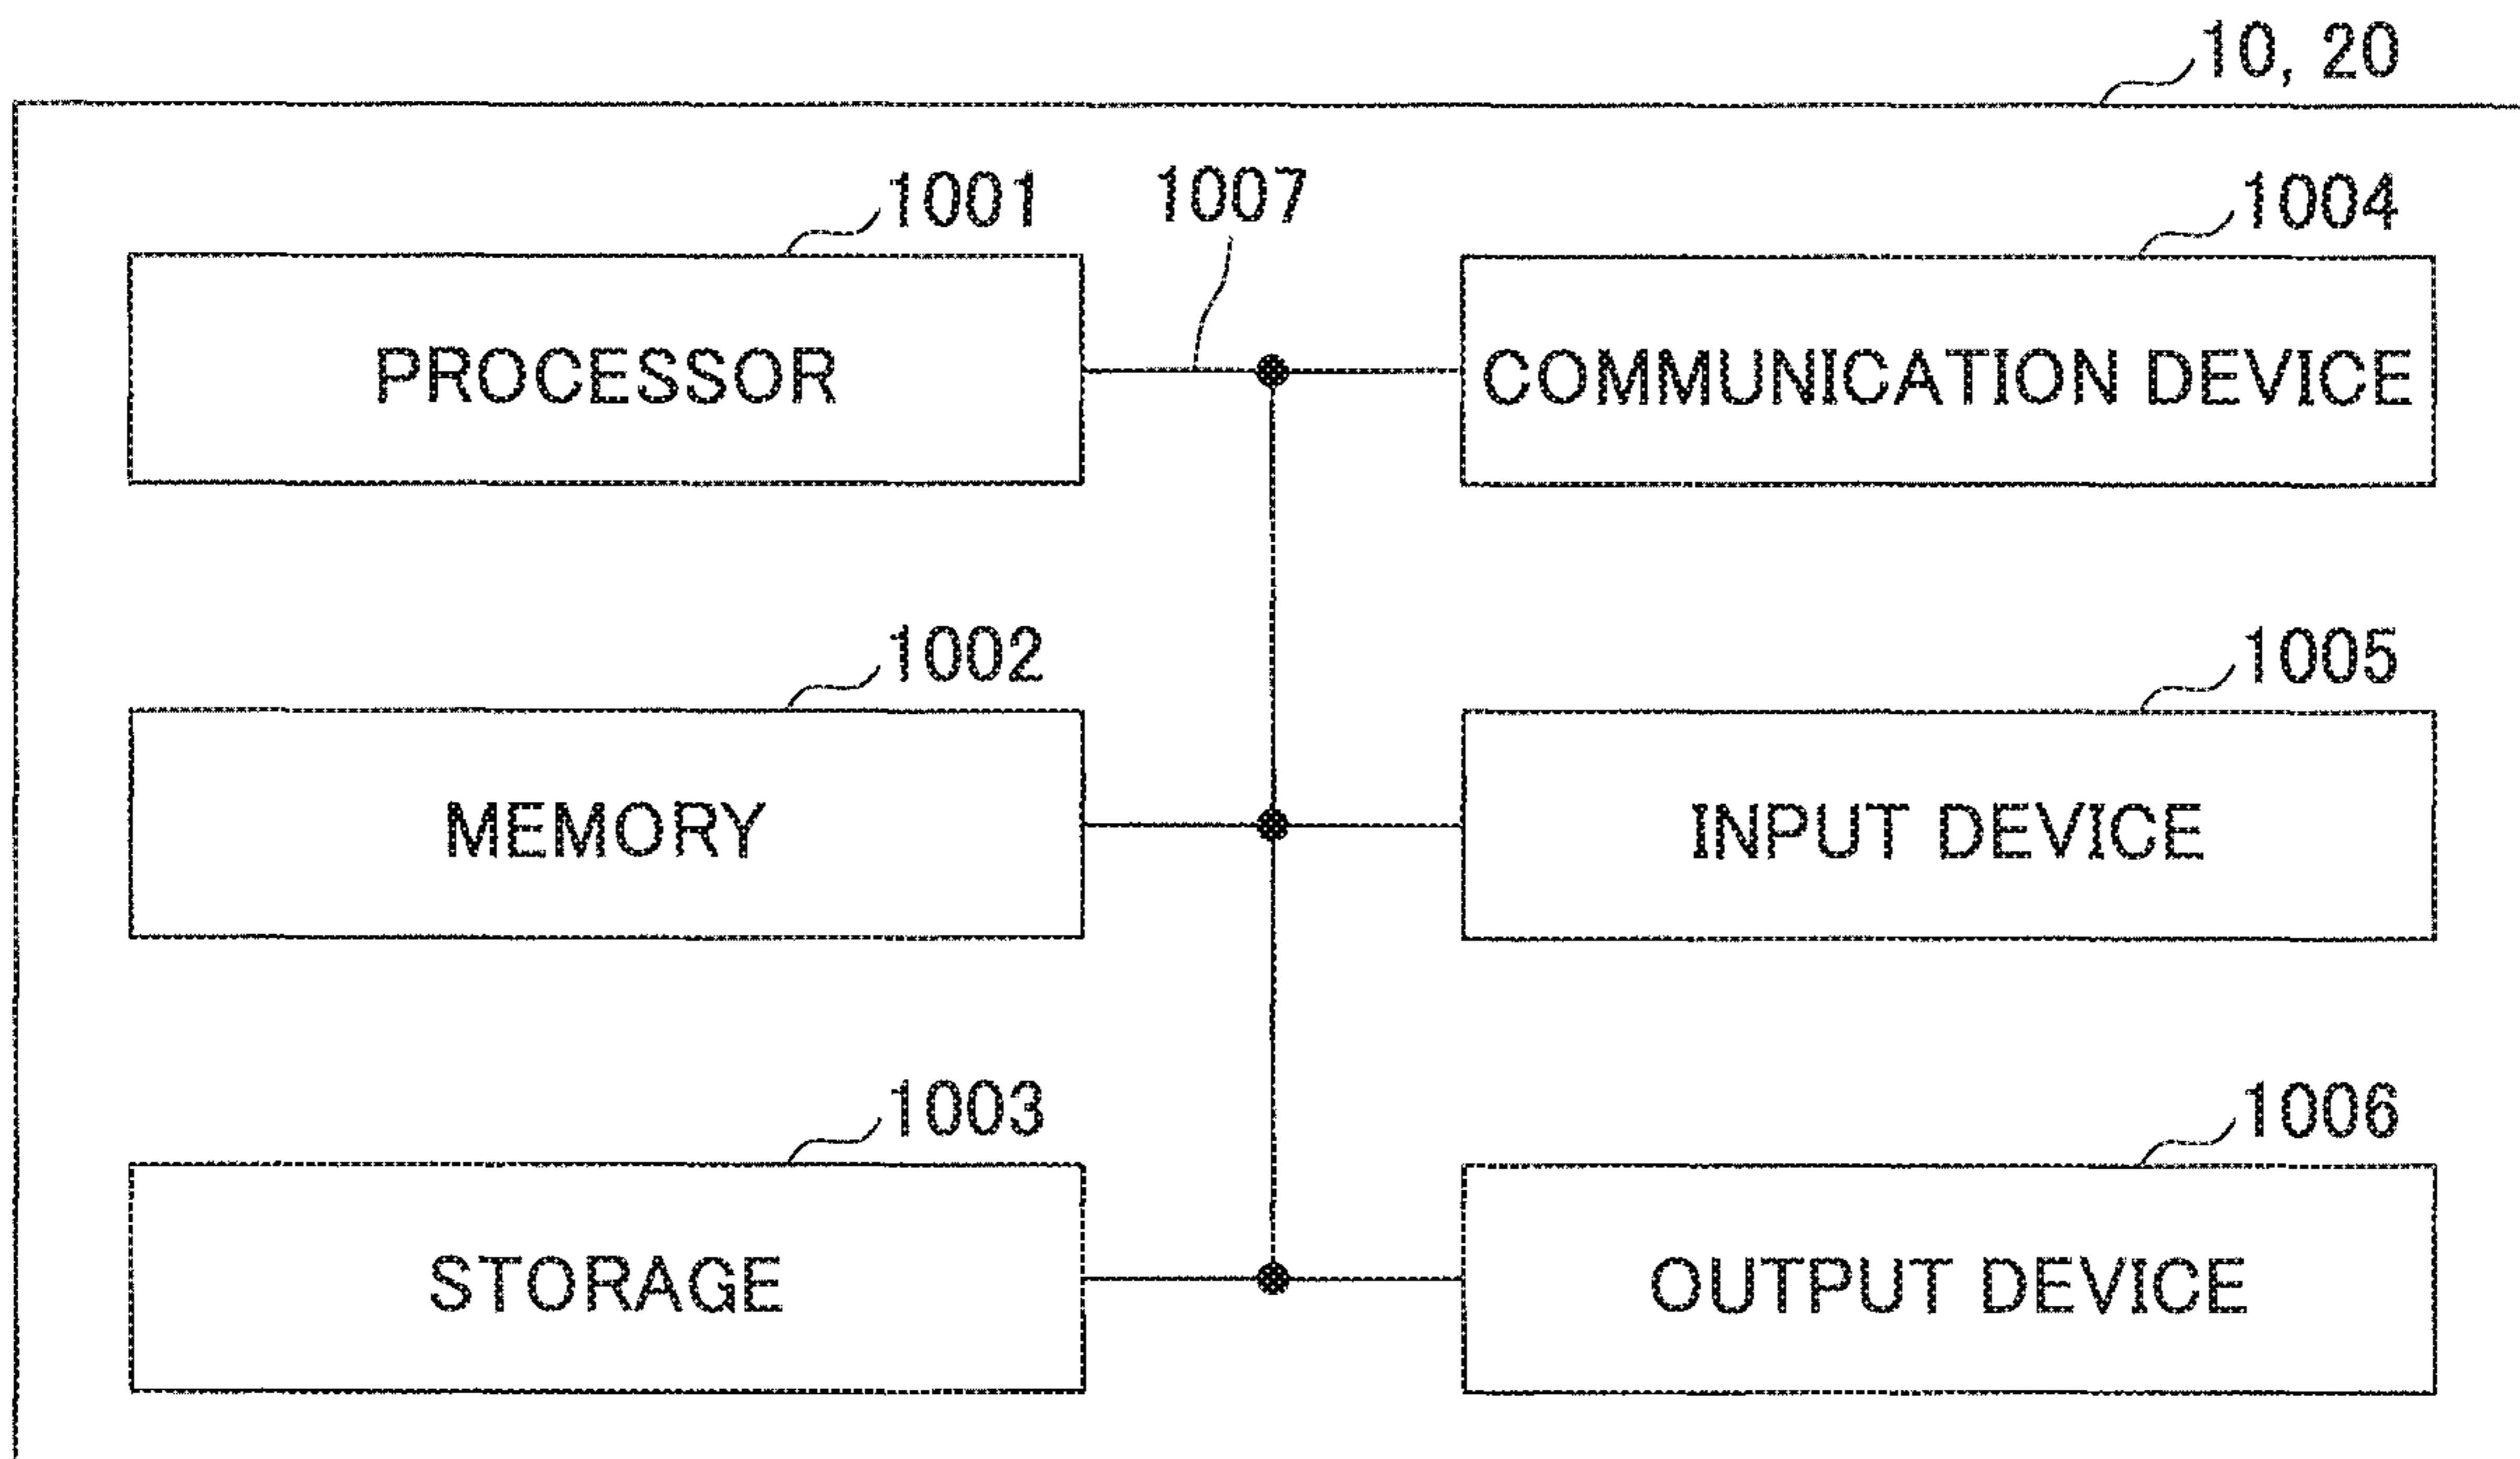 10, 20
1001
1007
1004
PROCESSOR
COMMUNICATION DEVICE
1002
1005
MEMORY
INPUT DEVICE
1003
1006
STORAGE
OUTPUT DEVICE